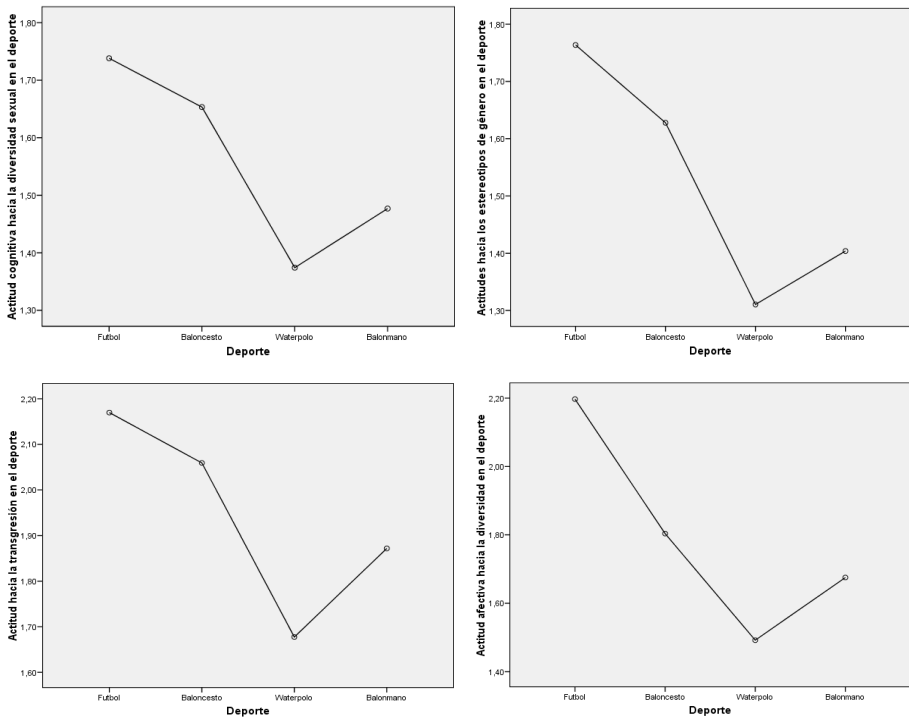 Actitud cognitiva hacia la diversidad sexual en el deporte
1,80
1,70
1,60
1,50
1,40
1,30
Futbol Baloncesto Waterpolo Balonmano
Deporte
Actitudes hacia los estereotipos de género en el deporte
1,80
1,70
1,60
1,50
1,40
1,30
Futbol Baloncesto Waterpolo Balonmano
Deporte
Actitud hacia la transgresión en el deporte
2,20
2,10
2,00
1,90
1,80
1,70
1,60
Futbol Baloncesto Waterpolo Balonmano
Deporte
Actitud afectiva hacia la diversidad en el deporte
2,20
2,00
1,80
1,60
1,40
Futbol Baloncesto Waterpolo Balonmano
Deporte